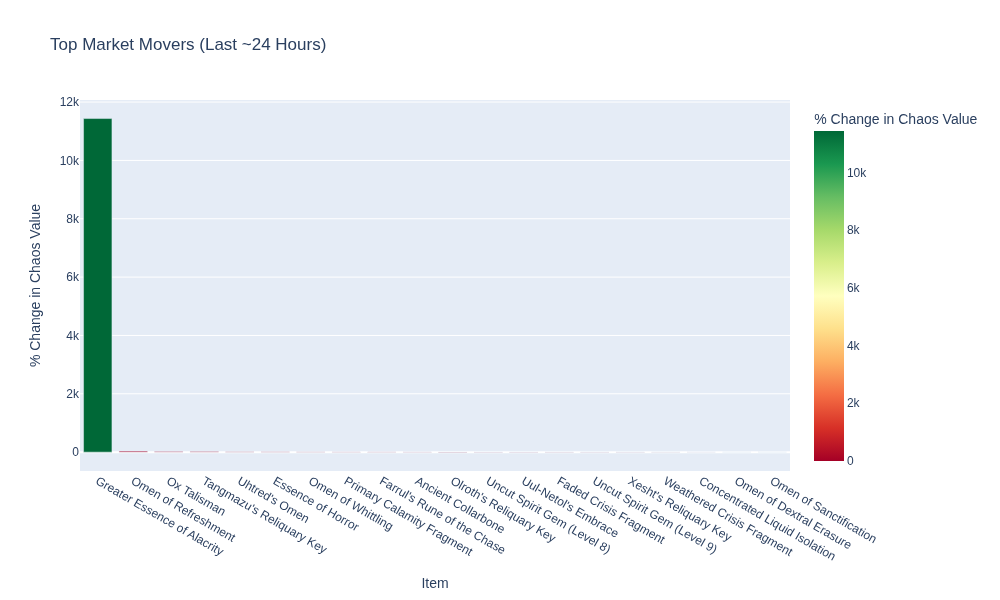 Top Market Movers (Last ~24 Hours)
% Change in Chaos Value
12k
10k
8k
6k
4k
2k
0
Greater Essence of Alacrity
Omen of Refreshment
Ox Talisman
Tangmazu's Reliquary Key
Uhtred's Omen
Essence of Horror
Omen of Whittling
Primary Calamity Fragment
Farrul's Rune of the Chase
Ancient Collarbone
Olroth's Reliquary Key
Uncut Spirit Gem (Level 8)
Uul-Netol's Embrace
Faded Crisis Fragment
Uncut Spirit Gem (Level 9)
Xesht's Reliquary Key
Weathered Crisis Fragment
Concentrated Liquid Isolation
Omen of Dextral Erasure
Omen of Sanctification
Item
% Change in Chaos Value
10k
8k
6k
4k
2k
0